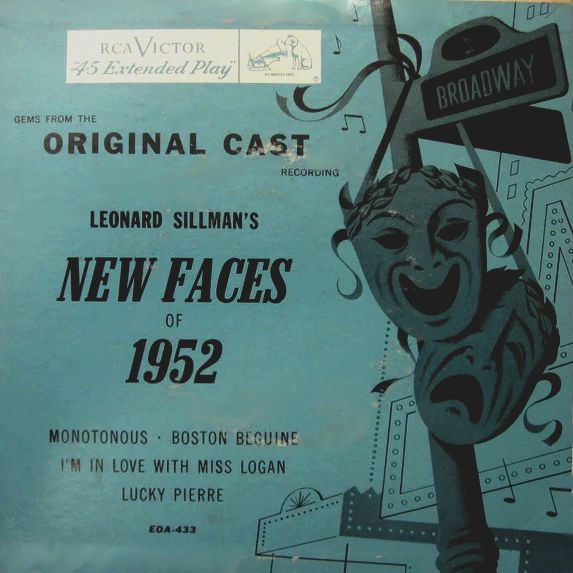 RCA VICTOR
"45 Extended Play"
GEMS FROM THE
ORIGINAL CAST
RECORDING
LEONARD SILLMAN'S
NEW FACES
OF
1952
MONOTONOUS · BOSTON BEGUINE
I'M IN LOVE WITH MISS LOGAN
LUCKY PIERRE
EOA-433
BROADWAY